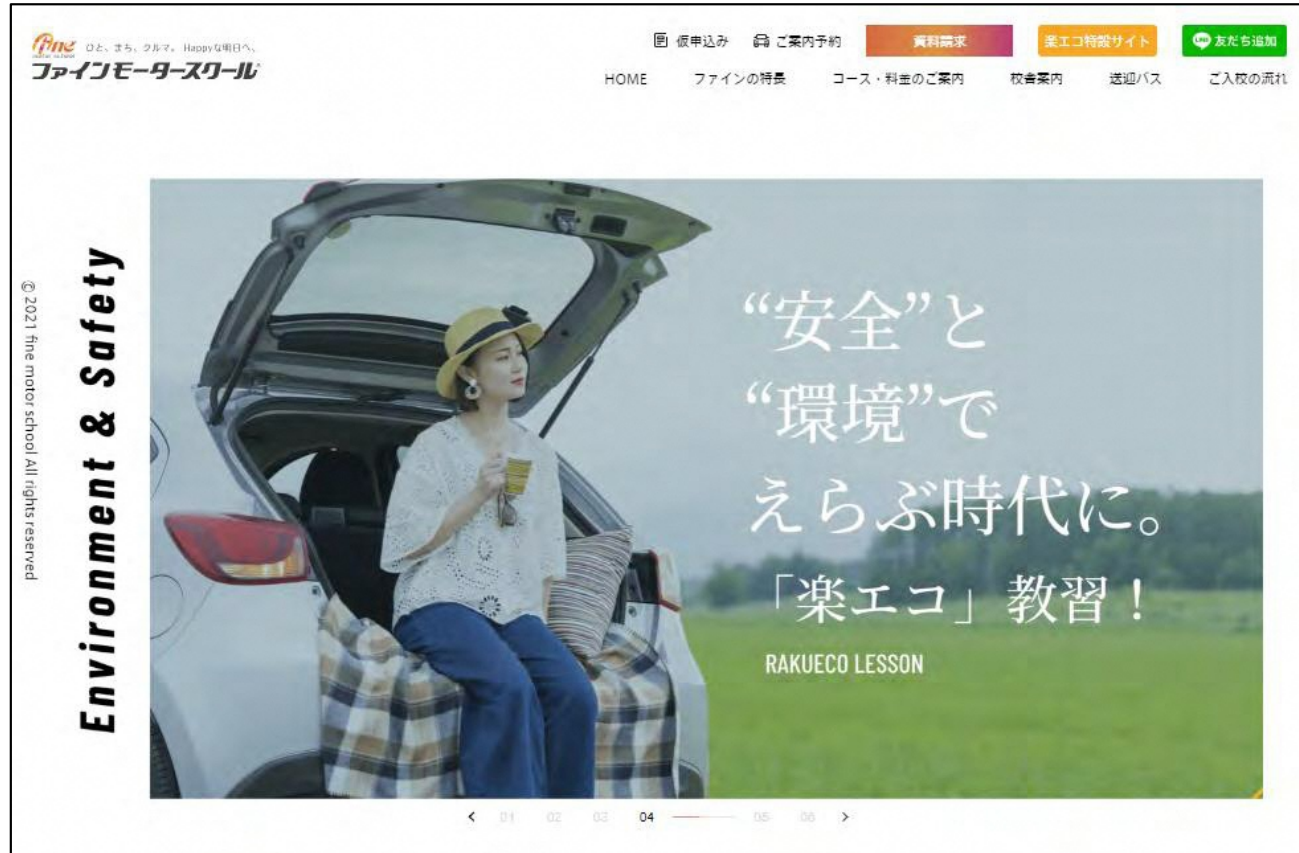 fine ひと、まち、クルマ。Happyな明日へ。
ファインモータースクール
仮申込み ご案内予約 資料請求 楽エコ特設サイト 友だち追加
HOME ファインの特長 コース・料金のご案内 校舎案内 送迎バス ご入校の流れ
© 2021 fine motor school All rights reserved
Environment & Safety
“安全”と
“環境”で
えらぶ時代に。
「楽エコ」教習！
RAKUECO LESSON
01 02 03 04 05 06